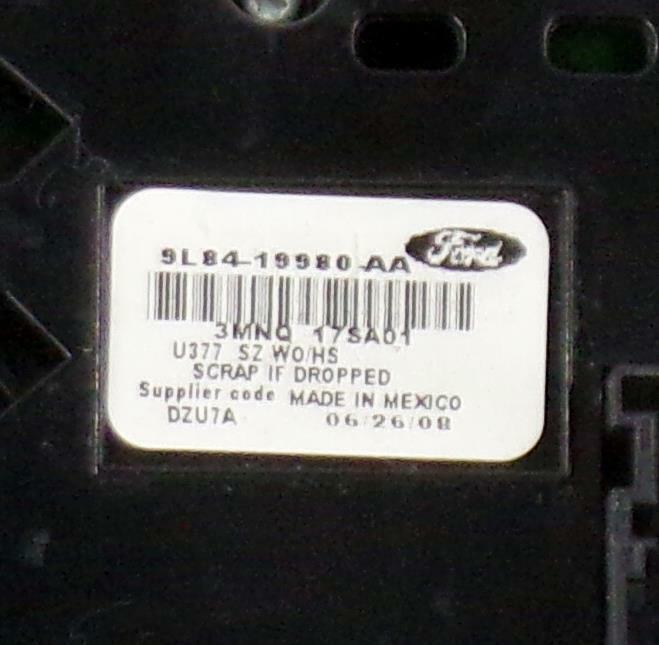 Ford
9L84-19980-AA
3MNQ 17SA01
U377 SZ WO/HS
SCRAP IF DROPPED
Supplier code MADE IN MEXICO
DZU7A 06/26/08